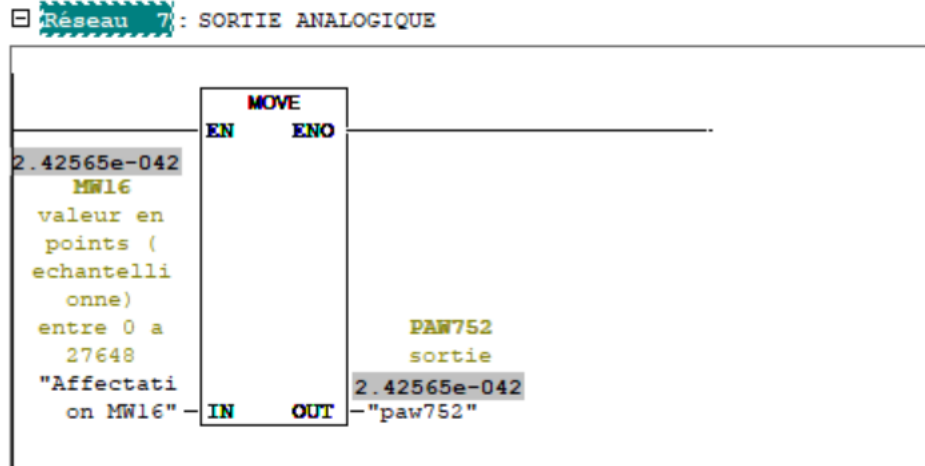 Réseau 7: SORTIE ANALOGIQUE
MOVE
EN ENO
2.42565e-042
MW16
valeur en
points (
echantelli
onne)
entre 0 a
27648
"Affectati
on MW16" IN
PAW752
sortie
2.42565e-042
OUT "paw752"